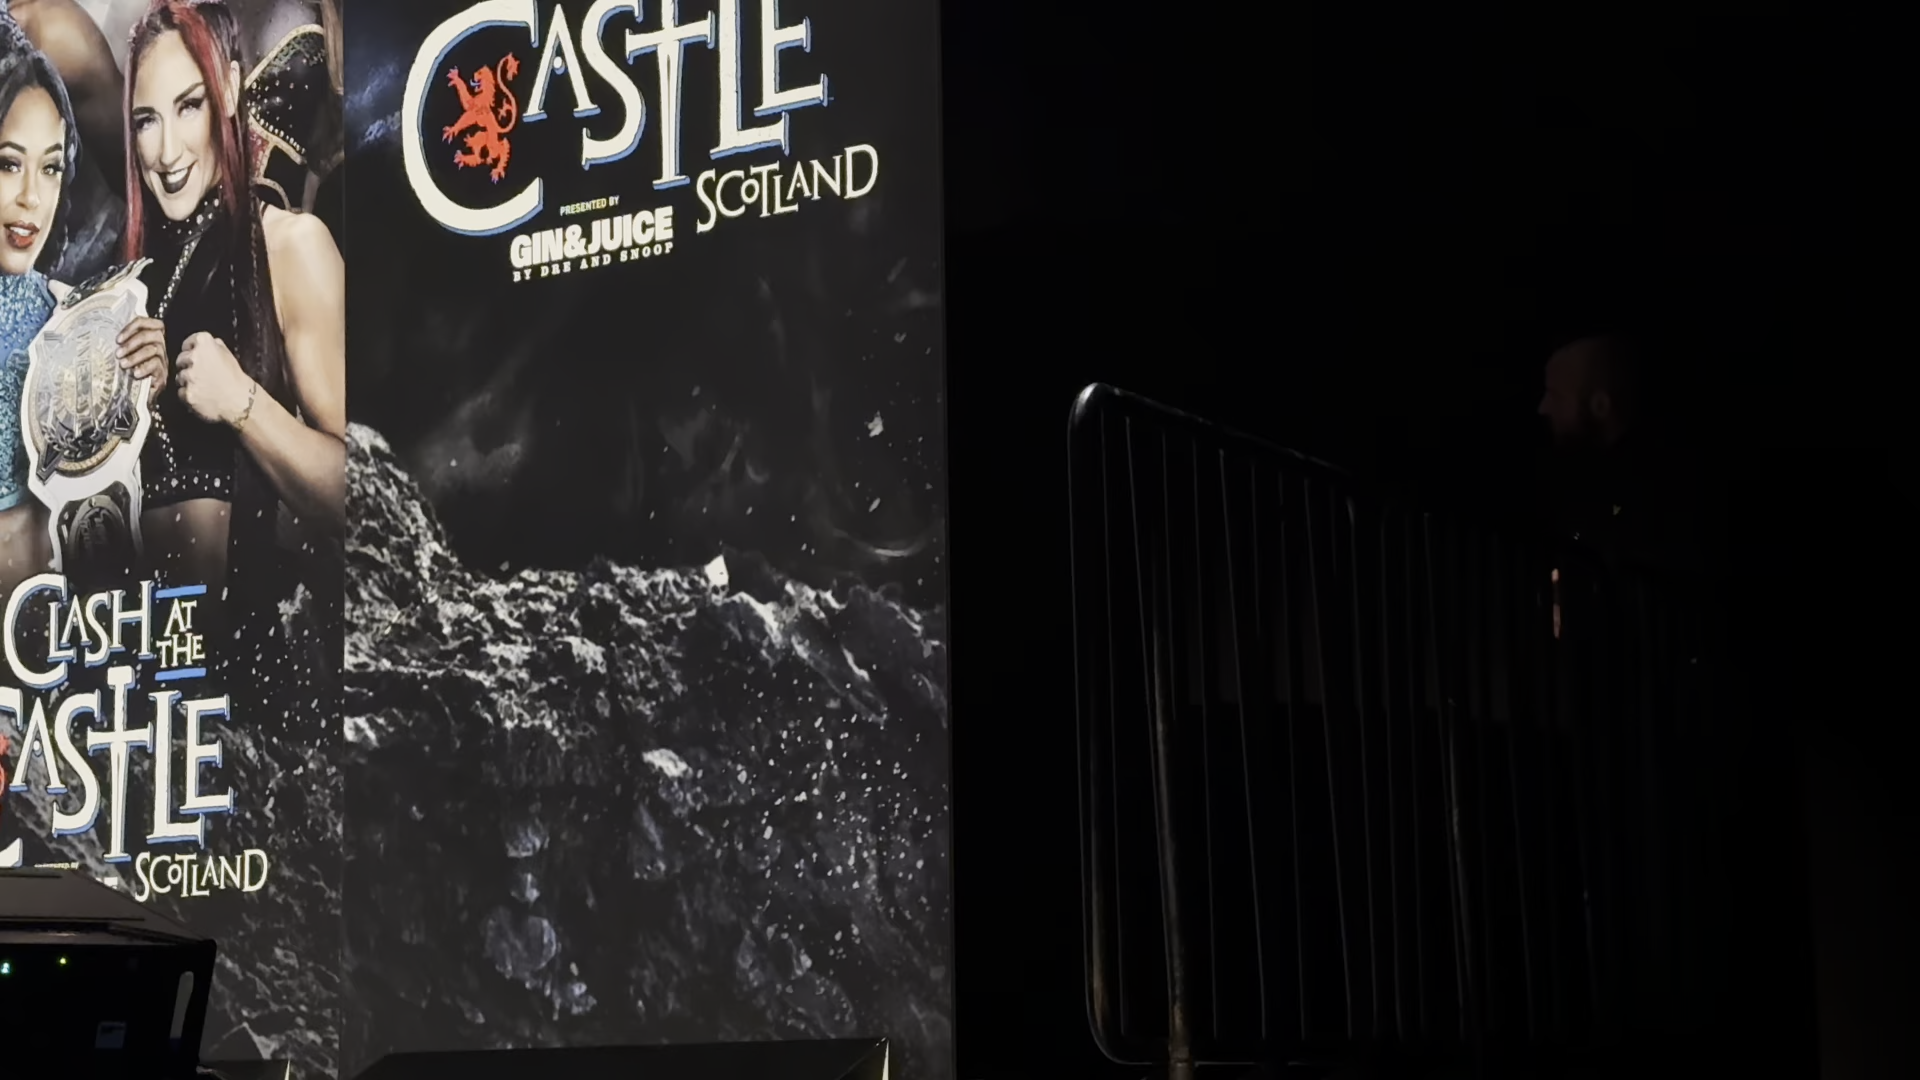 CASTLE
SCOTLAND
PRESENTED BY
GIN&JUICE
BY DRE AND SNOOP
CLASH AT THE
CASTLE
SCOTLAND